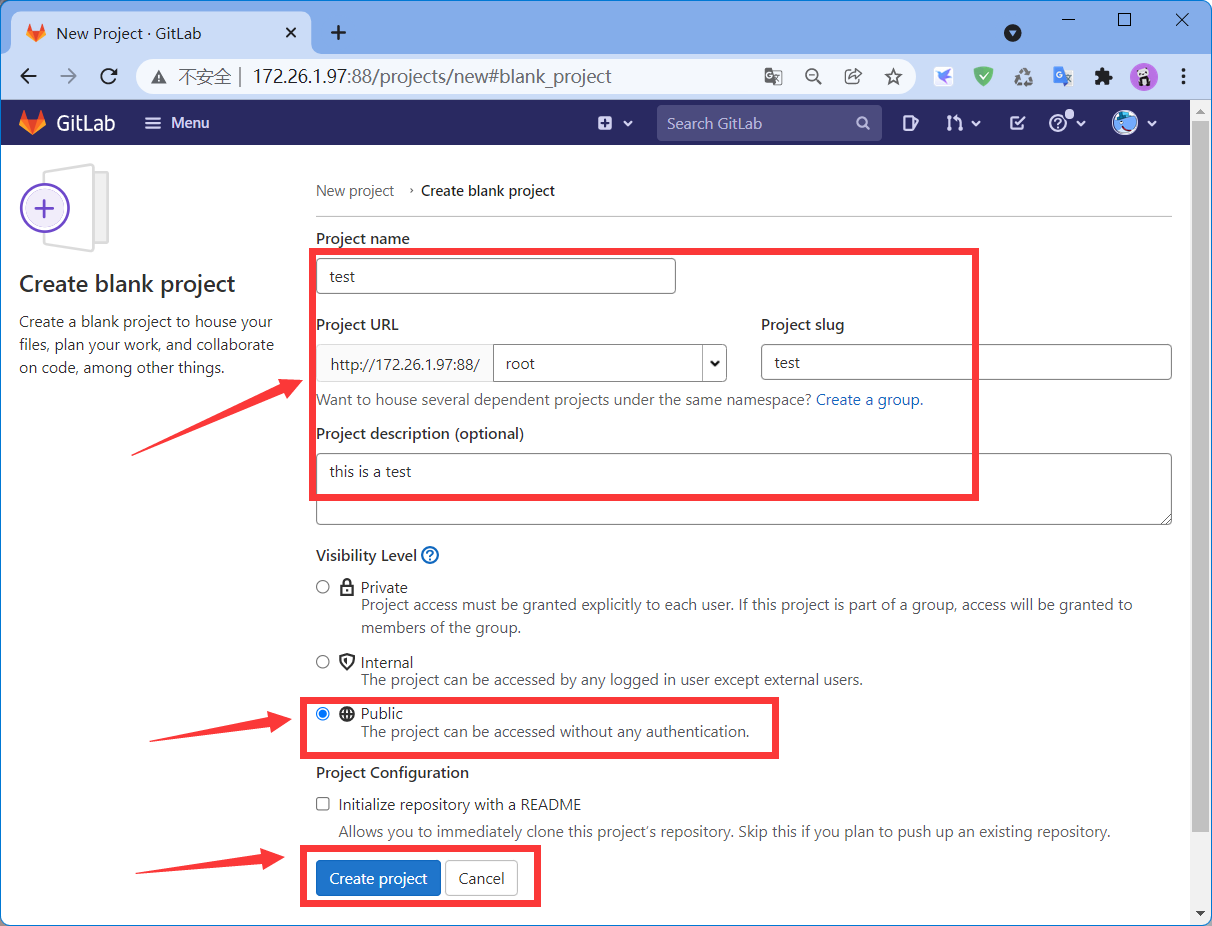 New Project · GitLab
不安全 | 172.26.1.97:88/projects/new#blank_project
GitLab Menu Search GitLab
New project › Create blank project
Create blank project
Create a blank project to house your
files, plan your work, and collaborate
on code, among other things.
Project name
test
Project URL Project slug
http://172.26.1.97:88/ root test
Want to house several dependent projects under the same namespace? Create a group.
Project description (optional)
this is a test
Visibility Level
Private
Project access must be granted explicitly to each user. If this project is part of a group, access will be granted to
members of the group.
Internal
The project can be accessed by any logged in user except external users.
Public
The project can be accessed without any authentication.
Project Configuration
Initialize repository with a README
Allows you to immediately clone this project's repository. Skip this if you plan to push up an existing repository.
Create project Cancel